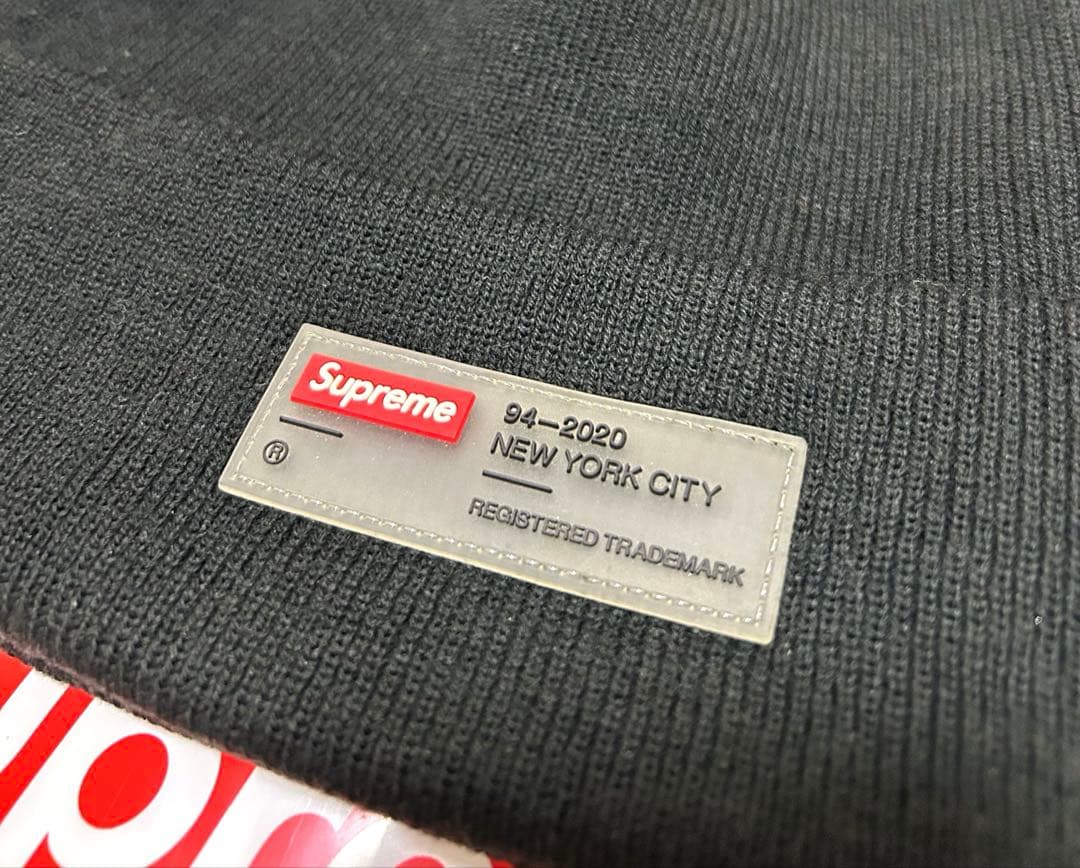 Supreme
®
94—2020
NEW YORK CITY
REGISTERED TRADEMARK